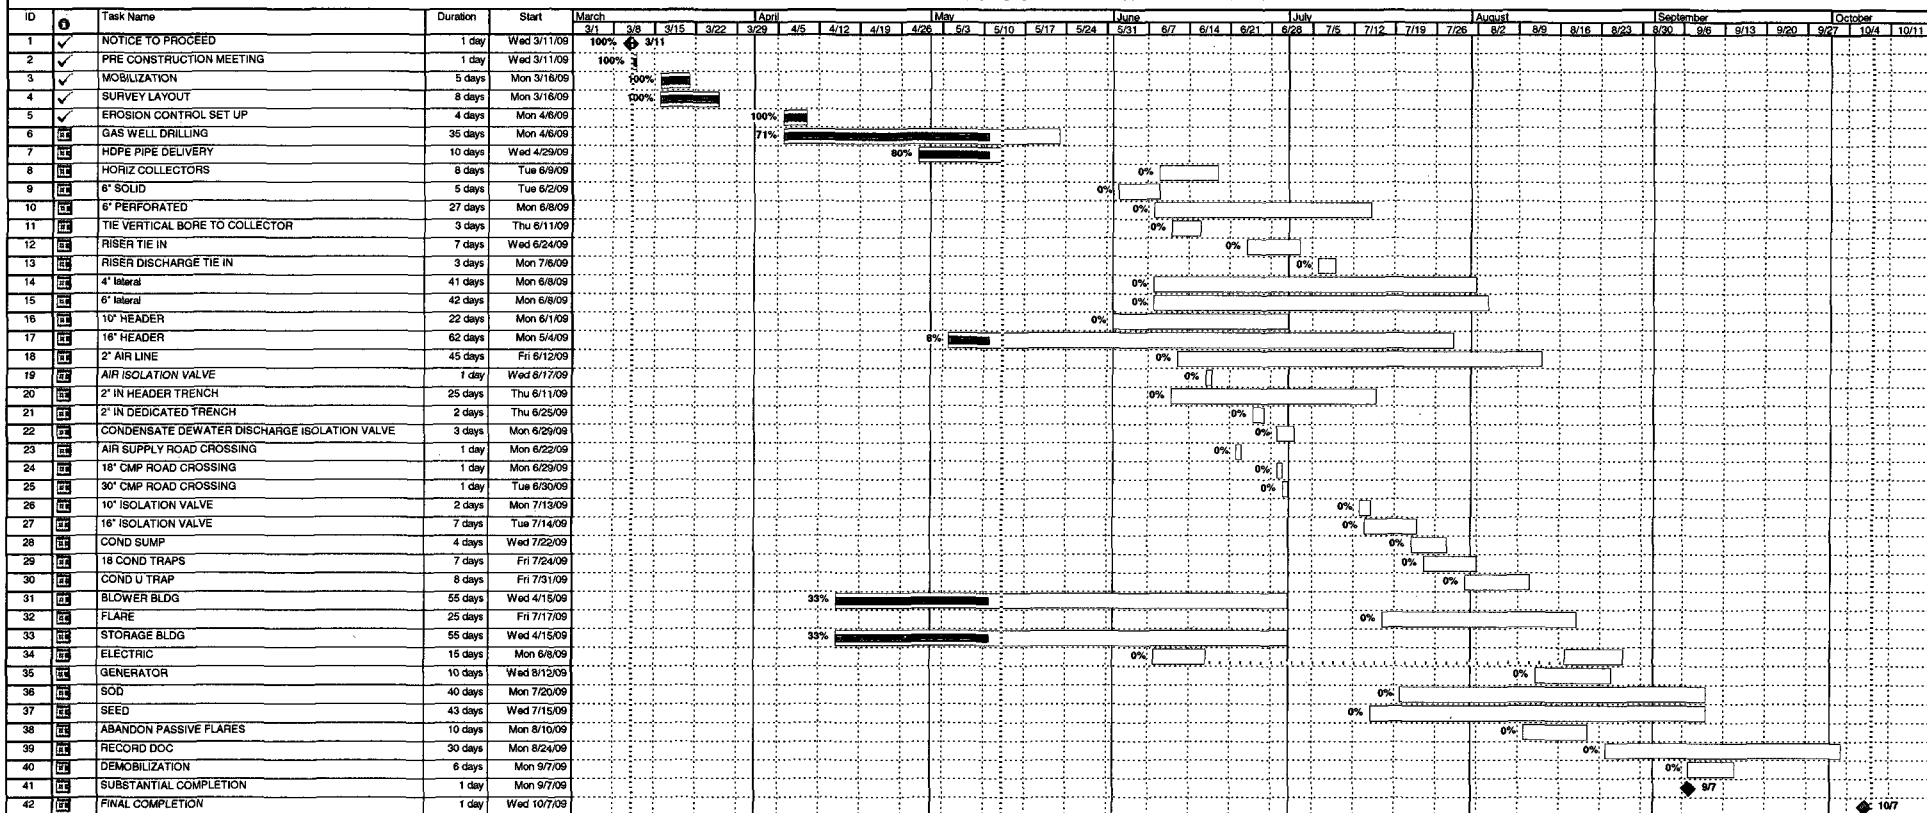 ID Task Name Duration Start March April May June July August September October
3/1 3/8 3/15 3/22 3/29 4/5 4/12 4/19 4/26 5/3 5/10 5/17 5/24 5/31 6/7 6/14 6/21 6/28 7/5 7/12 7/19 7/26 8/2 8/9 8/16 8/23 8/30 9/6 9/13 9/20 9/27 10/4 10/11
1 NOTICE TO PROCEED 1 day Wed 3/11/09 100% 3/11
2 PRE CONSTRUCTION MEETING 1 day Wed 3/11/09 100%
3 MOBILIZATION 5 days Mon 3/16/09 100%
4 SURVEY LAYOUT 8 days Mon 3/16/09 100%
5 EROSION CONTROL SET UP 4 days Mon 4/6/09 100%
6 GAS WELL DRILLING 35 days Mon 4/6/09 71%
7 HDPE PIPE DELIVERY 10 days Wed 4/29/09 80%
8 HORIZ COLLECTORS 8 days Tue 6/9/09 0%
9 6" SOLID 5 days Tue 6/2/09 0%
10 6" PERFORATED 27 days Mon 6/8/09 0%
11 TIE VERTICAL BORE TO COLLECTOR 3 days Thu 6/11/09 0%
12 RISER TIE IN 7 days Wed 6/24/09 0%
13 RISER DISCHARGE TIE IN 3 days Mon 7/6/09 0%
14 4" lateral 41 days Mon 6/8/09 0%
15 6" lateral 42 days Mon 6/8/09 0%
16 10" HEADER 22 days Mon 6/1/09 0%
17 16" HEADER 62 days Mon 5/4/09 8%
18 2" AIR LINE 45 days Fri 6/12/09 0%
19 AIR ISOLATION VALVE 1 day Wed 6/17/09 0%
20 2" IN HEADER TRENCH 25 days Thu 6/11/09 0%
21 2" IN DEDICATED TRENCH 2 days Thu 6/25/09 0%
22 CONDENSATE DEWATER DISCHARGE ISOLATION VALVE 3 days Mon 6/29/09 0%
23 AIR SUPPLY ROAD CROSSING 1 day Mon 6/22/09 0%
24 18" CMP ROAD CROSSING 1 day Mon 6/29/09 0%
25 30" CMP ROAD CROSSING 1 day Tue 6/30/09 0%
26 10" ISOLATION VALVE 2 days Mon 7/13/09 0%
27 16" ISOLATION VALVE 7 days Tue 7/14/09 0%
28 COND SUMP 4 days Wed 7/22/09 0%
29 18 COND TRAPS 7 days Fri 7/24/09 0%
30 COND U TRAP 8 days Fri 7/31/09 0%
31 BLOWER BLDG 55 days Wed 4/15/09 33%
32 FLARE 25 days Fri 7/17/09 0%
33 STORAGE BLDG 55 days Wed 4/15/09 33%
34 ELECTRIC 15 days Mon 6/8/09 0%
35 GENERATOR 10 days Wed 8/12/09 0%
36 SOD 40 days Mon 7/20/09 0%
37 SEED 43 days Wed 7/15/09 0%
38 ABANDON PASSIVE FLARES 10 days Mon 8/10/09 0%
39 RECORD DOC 30 days Mon 8/24/09 0%
40 DEMOBILIZATION 6 days Mon 9/7/09 0%
41 SUBSTANTIAL COMPLETION 1 day Mon 9/7/09 9/7
42 FINAL COMPLETION 1 day Wed 10/7/09 10/7